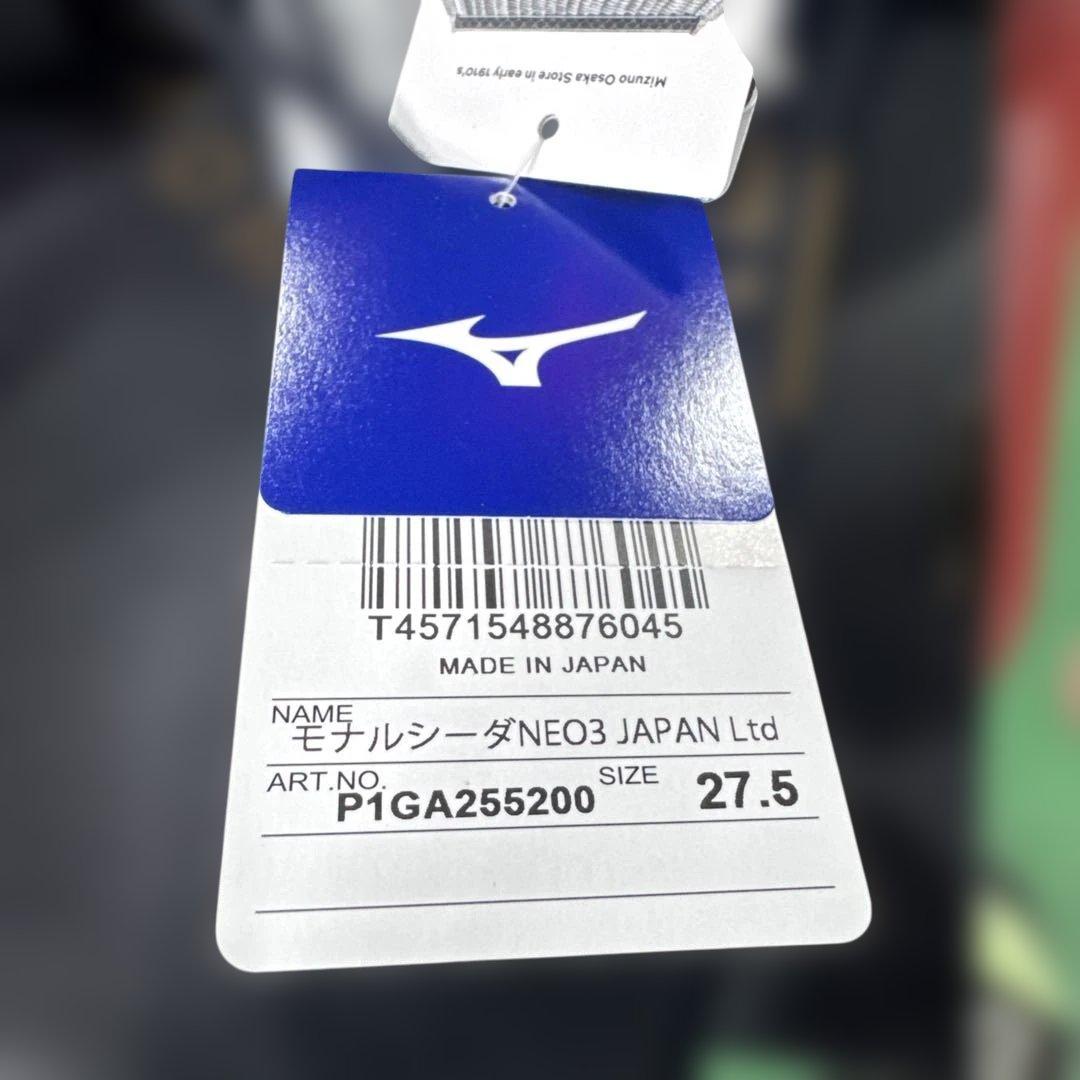 Mizuno Osaka Store in early 1910's
T4571548876045
MADE IN JAPAN
NAME
モナルシーダNEO3 JAPAN Ltd
ART.NO.
P1GA255200
SIZE
27.5